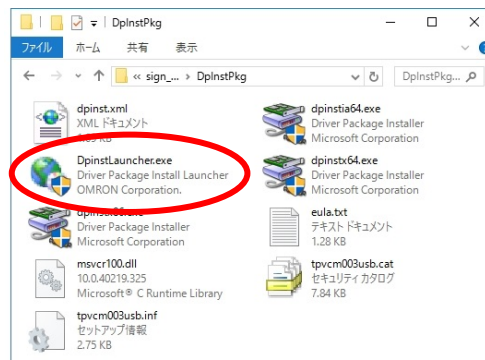 DpInstPkg
ファイル ホーム 共有 表示
« sign_... › DpInstPkg
DpInstPkg...
dpinst.xml
XML ドキュメント
dpinstia64.exe
Driver Package Installer
Microsoft Corporation
DpinstLauncher.exe
Driver Package Install Launcher
OMRON Corporation.
dpinstx64.exe
Driver Package Installer
Microsoft Corporation
dpinstx86.exe
Driver Package Installer
Microsoft Corporation
eula.txt
テキスト ドキュメント
1.28 KB
msvcr100.dll
10.0.40219.325
Microsoft® C Runtime Library
tpvcm003usb.cat
セキュリティ カタログ
7.84 KB
tpvcm003usb.inf
セットアップ情報
2.75 KB